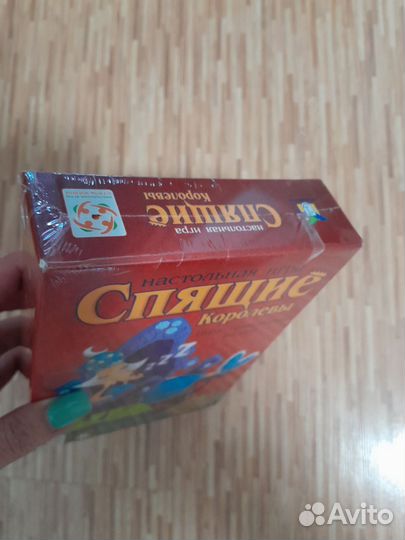 настольная игра
Спящие
Королевы
настольная игра
Спящие
Королевы
Avito